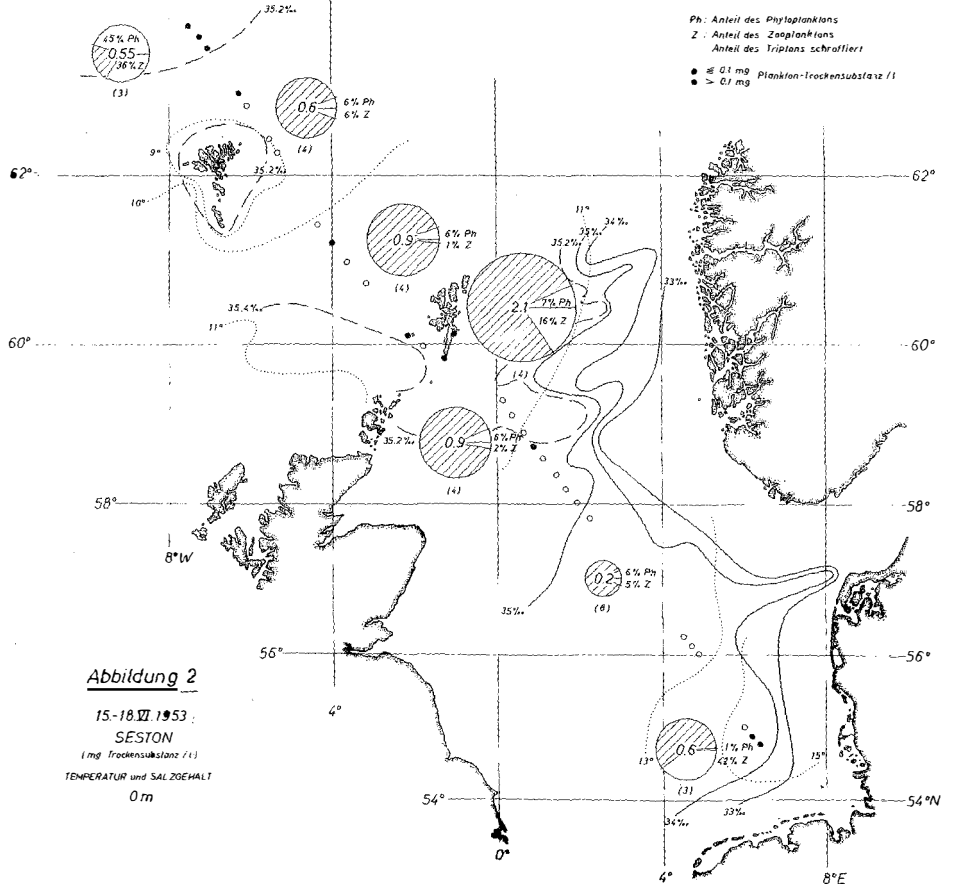 35.2‰
Ph: Anteil des Phytoplanktons
Z : Anteil des Zooplanktons
Anteil des Triptons schraffiert
● ≤ 0.1 mg
● > 0.1 mg
Plankton-Trockensubstanz / l
35.2‰
45% Ph
0.55
36% Z
(3)
0.6
6% Ph
6% Z
(4)
9°
35.2‰
62°
62°
10°
0.9
6% Ph
1% Z
(4)
11°
34‰
35‰
35.2‰
33‰
2.1
7% Ph
16% Z
(4)
35.4‰
11°
60°
60°
35.2‰
0.9
6% Ph
2% Z
(4)
58°
58°
8°W
0.2
6% Ph
5% Z
(6)
35‰
56°
56°
Abbildung 2
15.-18.VI.1953 :
SESTON
(mg Trockensubstanz / l)
TEMPERATUR und SALZGEHALT
0 m
4°
0.6
1% Ph
42% Z
(3)
13°
15°
54°
54°N
34‰
33‰
0°
4°
8°E